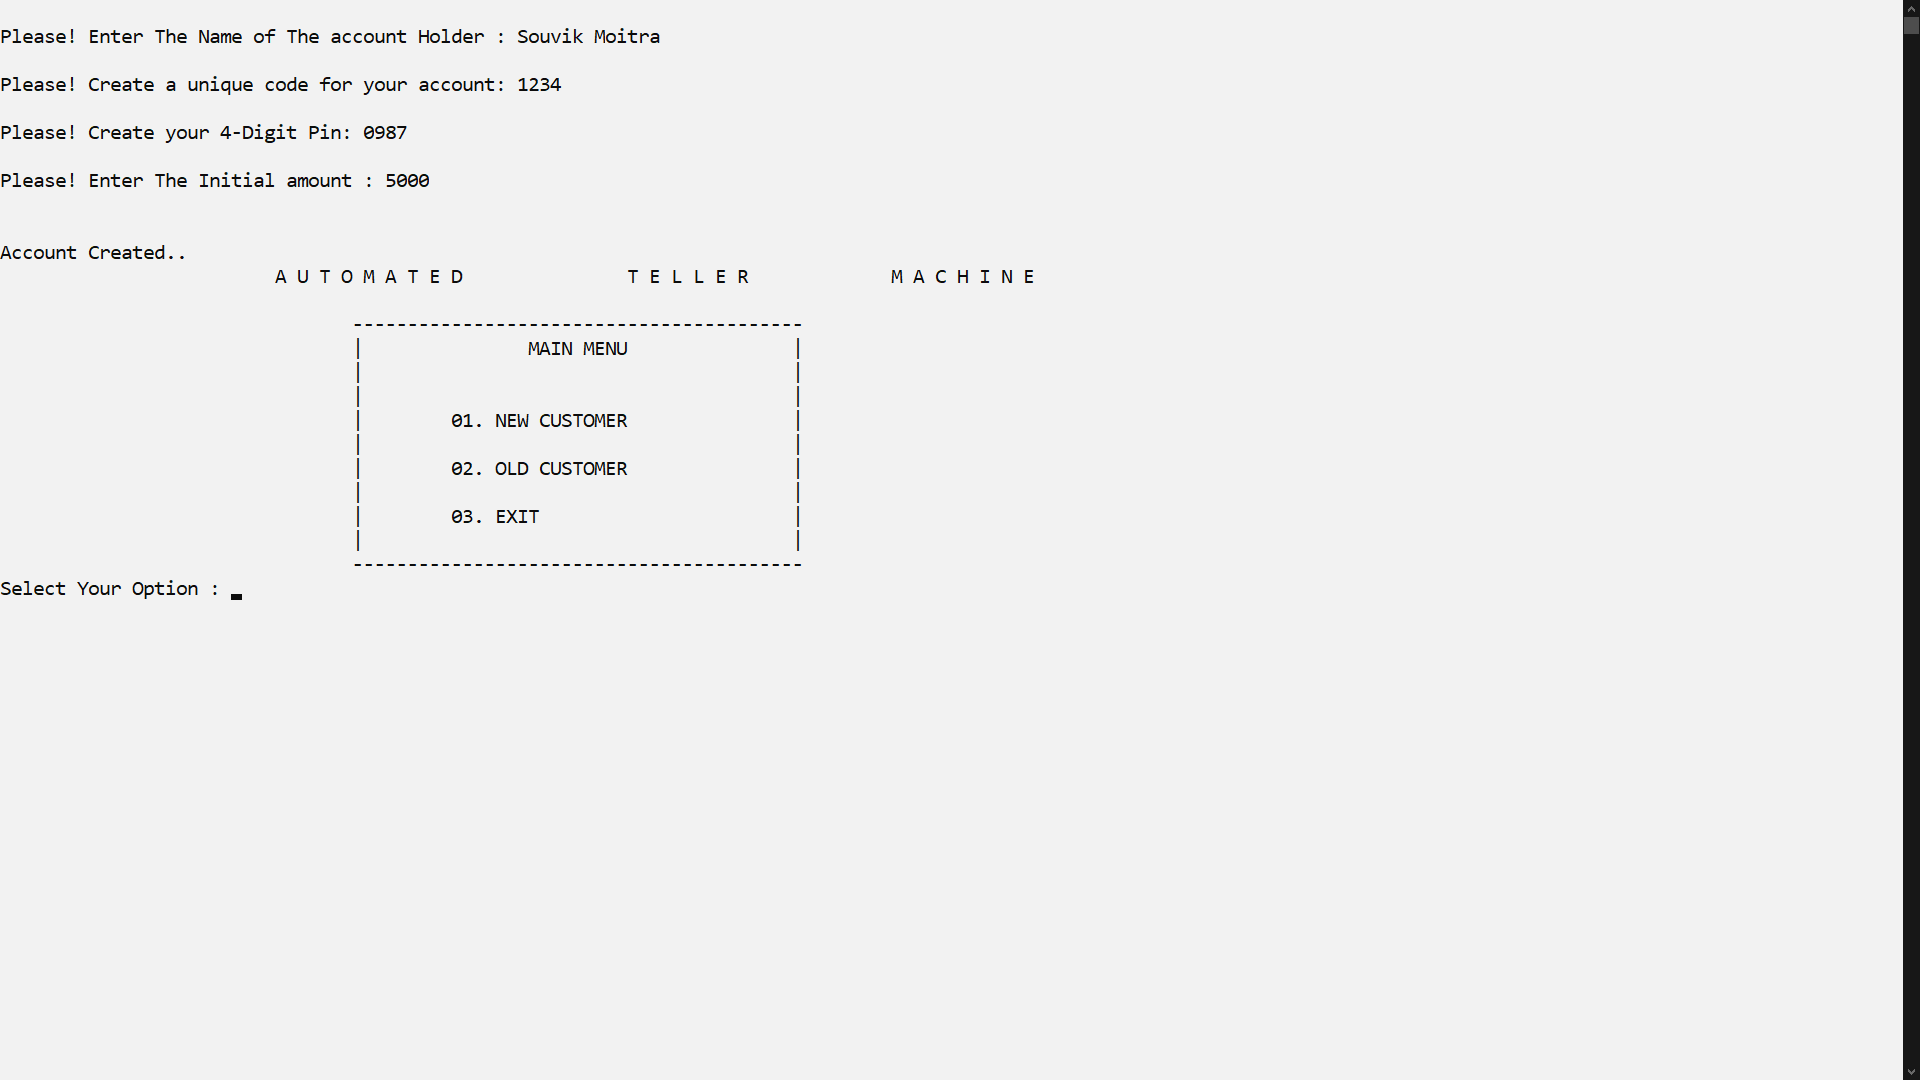 Please! Enter The Name of The account Holder : Souvik Moitra
Please! Create a unique code for your account: 1234
Please! Create your 4-Digit Pin: 0987
Please! Enter The Initial amount : 5000
Account Created..
A U T O M A T E D T E L L E R M A C H I N E
-----------------------------------------
| MAIN MENU |
| |
| |
| 01. NEW CUSTOMER |
| |
| 02. OLD CUSTOMER |
| |
| 03. EXIT |
| |
-----------------------------------------
Select Your Option :